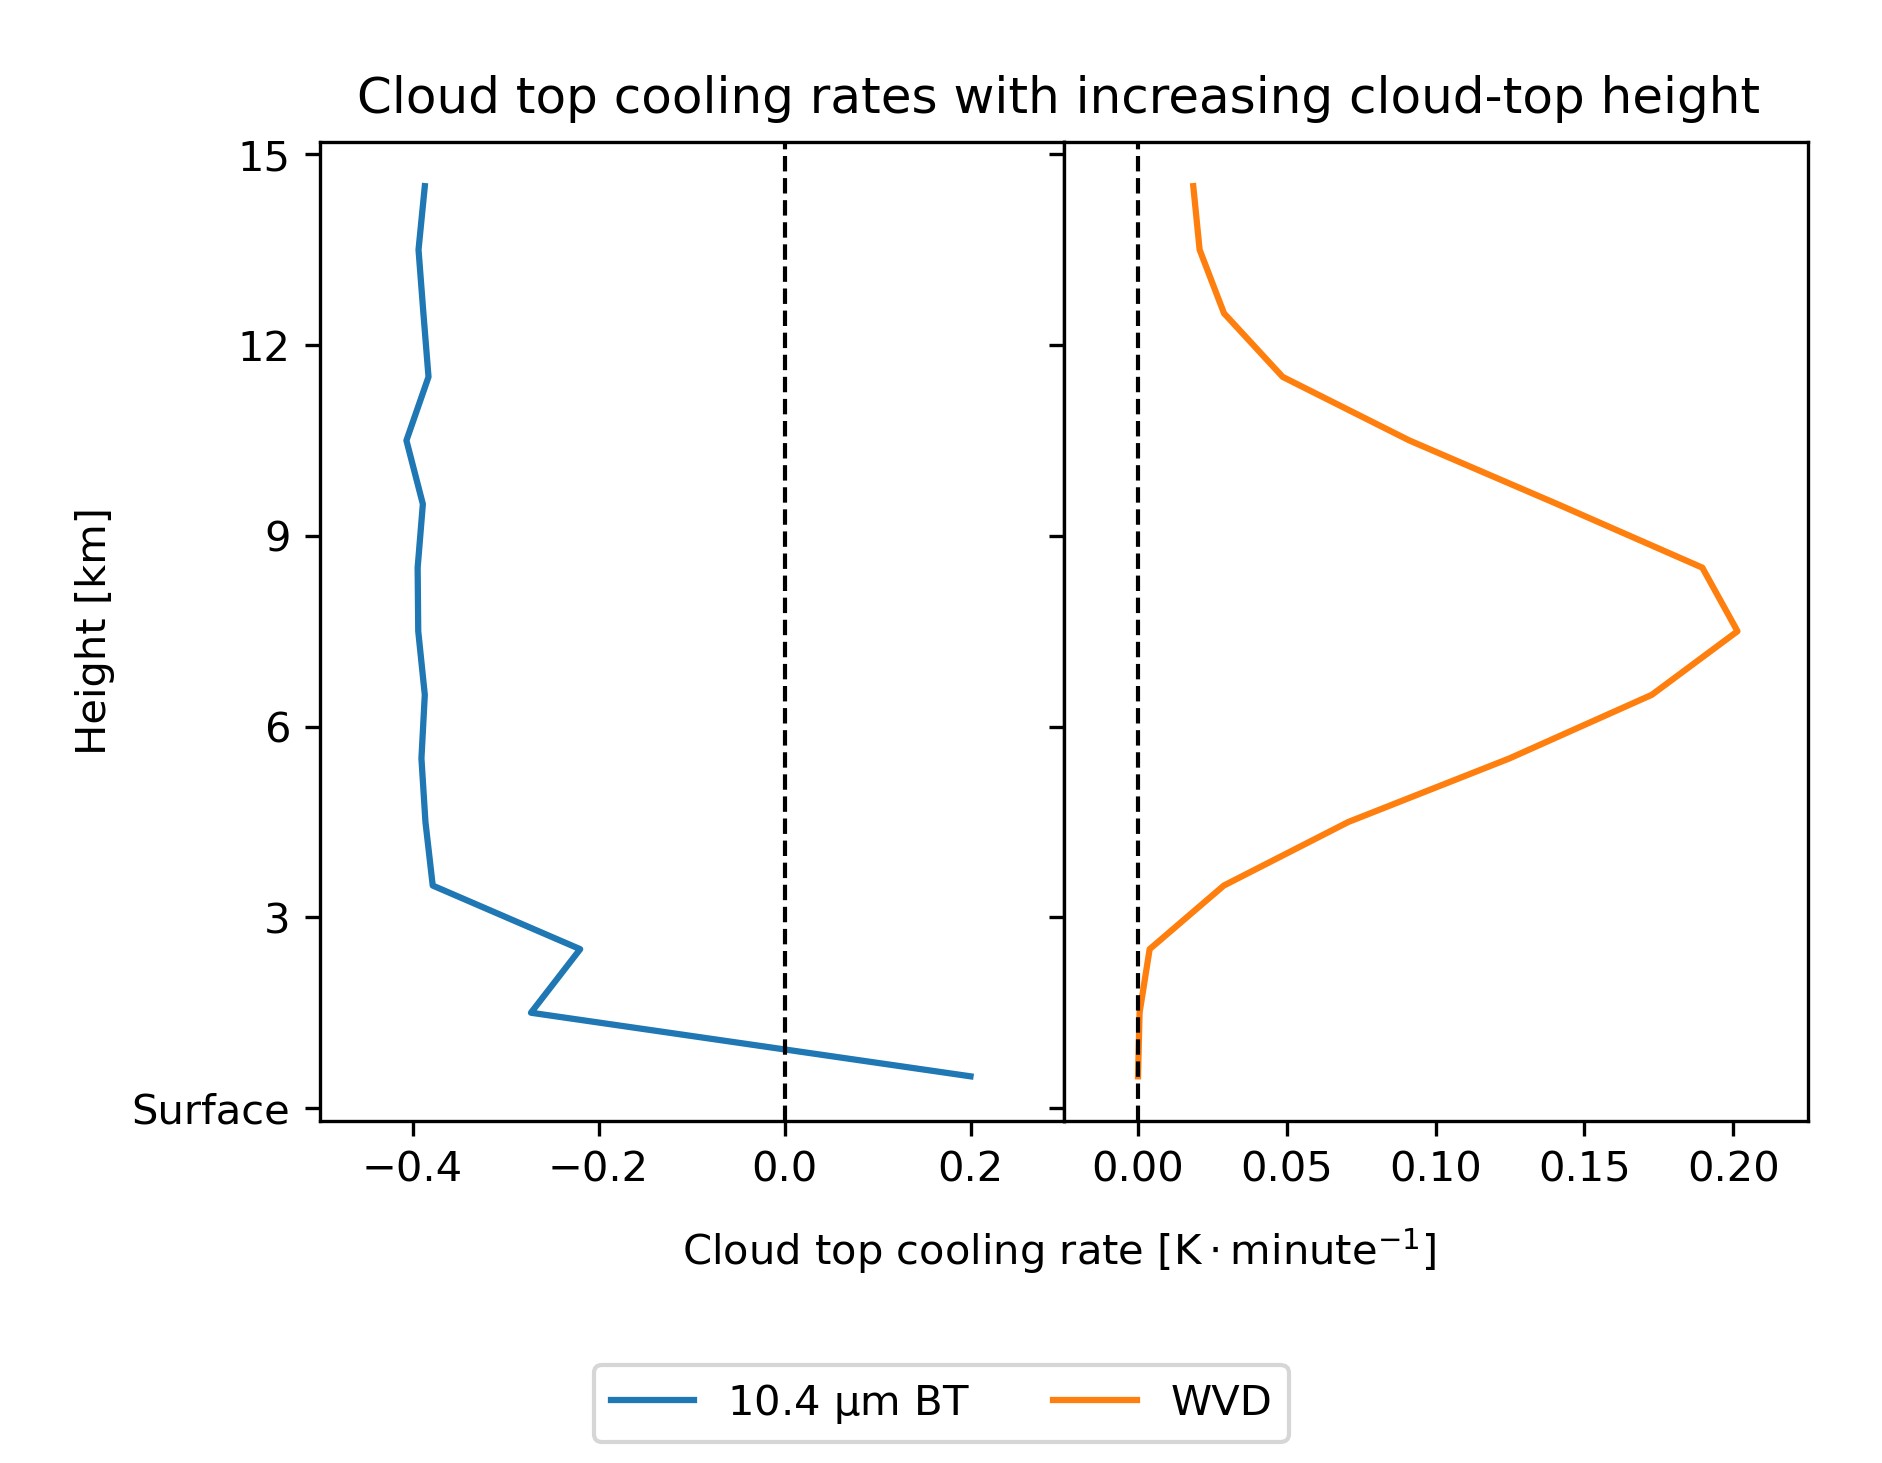 Cloud top cooling rates with increasing cloud-top height
15
12
9
6
3
Surface
Height [km]
−0.4 −0.2 0.0 0.2 0.00 0.05 0.10 0.15 0.20
Cloud top cooling rate [K · minute⁻¹]
10.4 µm BT WVD